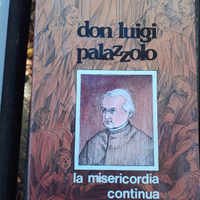 don luigi
palazzolo
la misericordia
continua